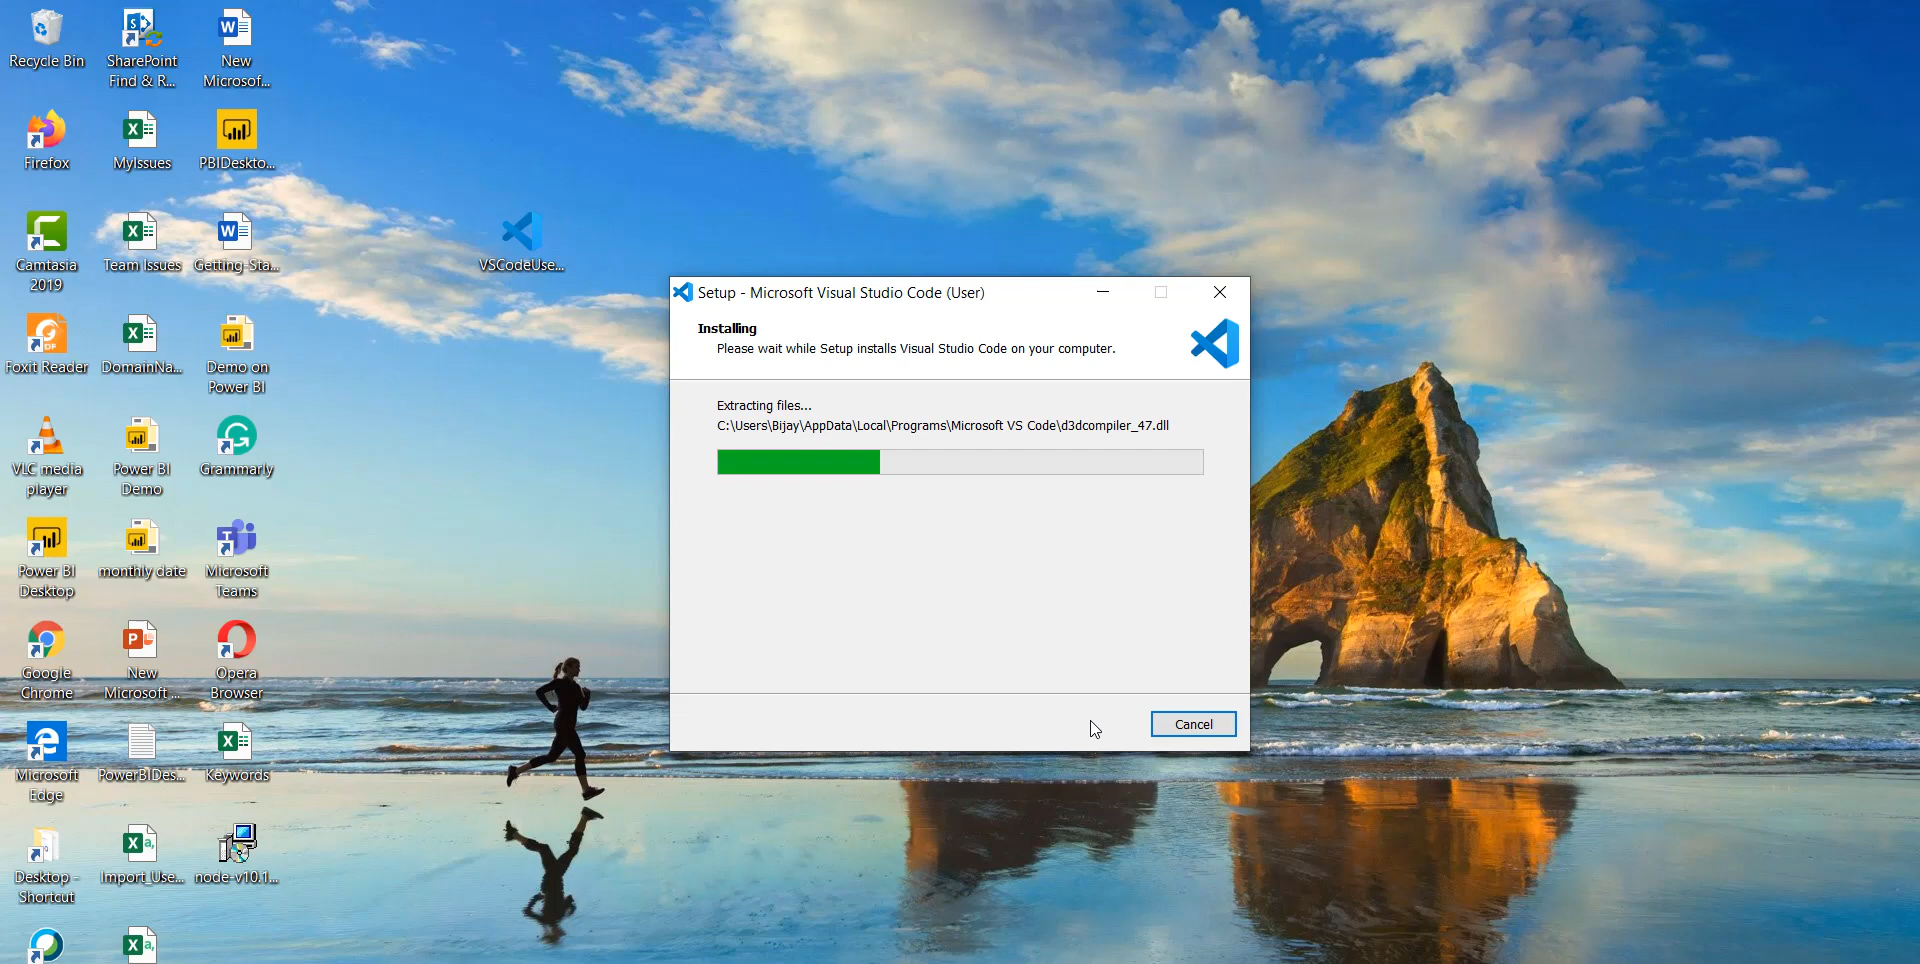 Recycle Bin
SharePoint
Find & R...
New
Microsof...
Firefox
MyIssues
PBIDeskto...
Camtasia
2019
Team Issues
Getting-Sta...
VSCodeUse...
Foxit Reader
DomainNa...
Demo on
Power BI
VLC media
player
Power BI
Demo
Grammarly
Power BI
Desktop
monthly date
Microsoft
Teams
Google
Chrome
New
Microsoft ...
Opera
Browser
Microsoft
Edge
PowerBIDes...
Keywords
Desktop -
Shortcut
Import_Use...
node-v10.1...
Setup - Microsoft Visual Studio Code (User)
Installing
Please wait while Setup installs Visual Studio Code on your computer.
Extracting files...
C:\Users\Bijay\AppData\Local\Programs\Microsoft VS Code\d3dcompiler_47.dll
Cancel